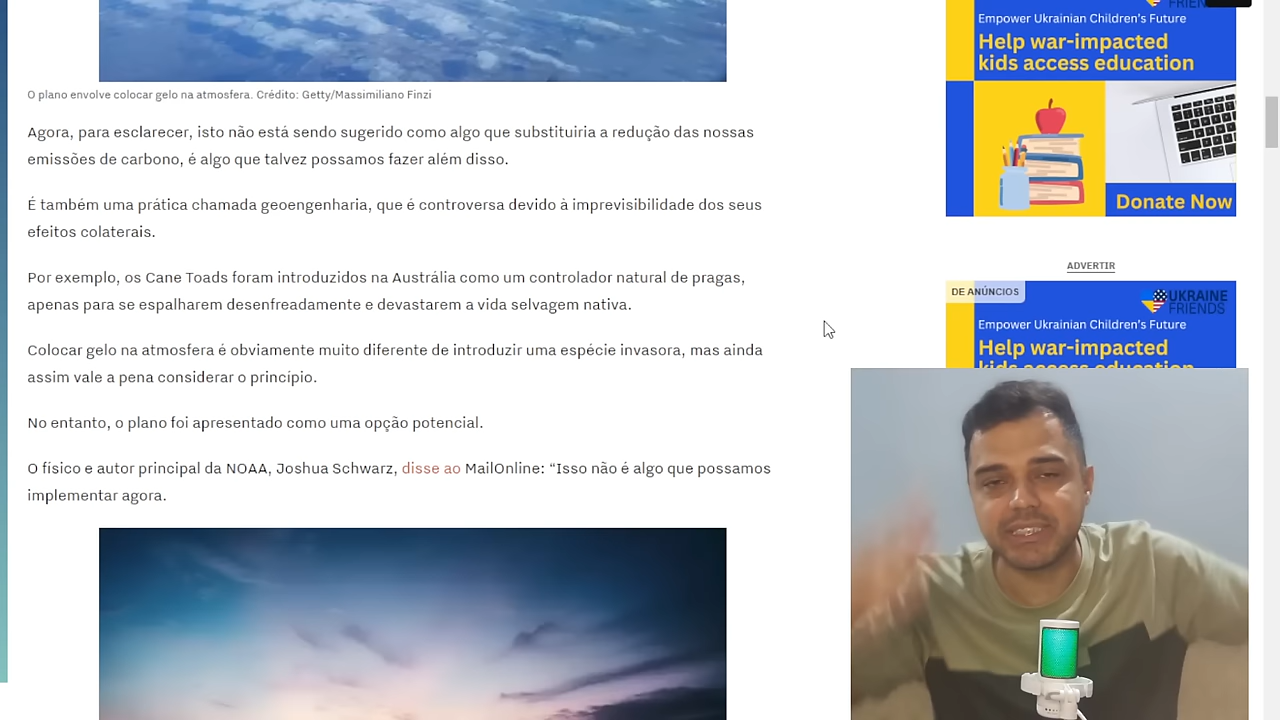 O plano envolve colocar gelo na atmosfera. Crédito: Getty/Massimiliano Finzi
Agora, para esclarecer, isto não está sendo sugerido como algo que substituiria a redução das nossas
emissões de carbono, é algo que talvez possamos fazer além disso.
É também uma prática chamada geoengenharia, que é controversa devido à imprevisibilidade dos seus
efeitos colaterais.
Por exemplo, os Cane Toads foram introduzidos na Austrália como um controlador natural de pragas,
apenas para se espalharem desenfreadamente e devastarem a vida selvagem nativa.
Colocar gelo na atmosfera é obviamente muito diferente de introduzir uma espécie invasora, mas ainda
assim vale a pena considerar o princípio.
No entanto, o plano foi apresentado como uma opção potencial.
O físico e autor principal da NOAA, Joshua Schwarz, disse ao MailOnline: “Isso não é algo que possamos
implementar agora.
Empower Ukrainian Children's Future
Help war-impacted
kids access education
Donate Now
ADVERTIR
DE ANÚNCIOS
UKRAINE
FRIENDS
Empower Ukrainian Children's Future
Help war-impacted
kids access education